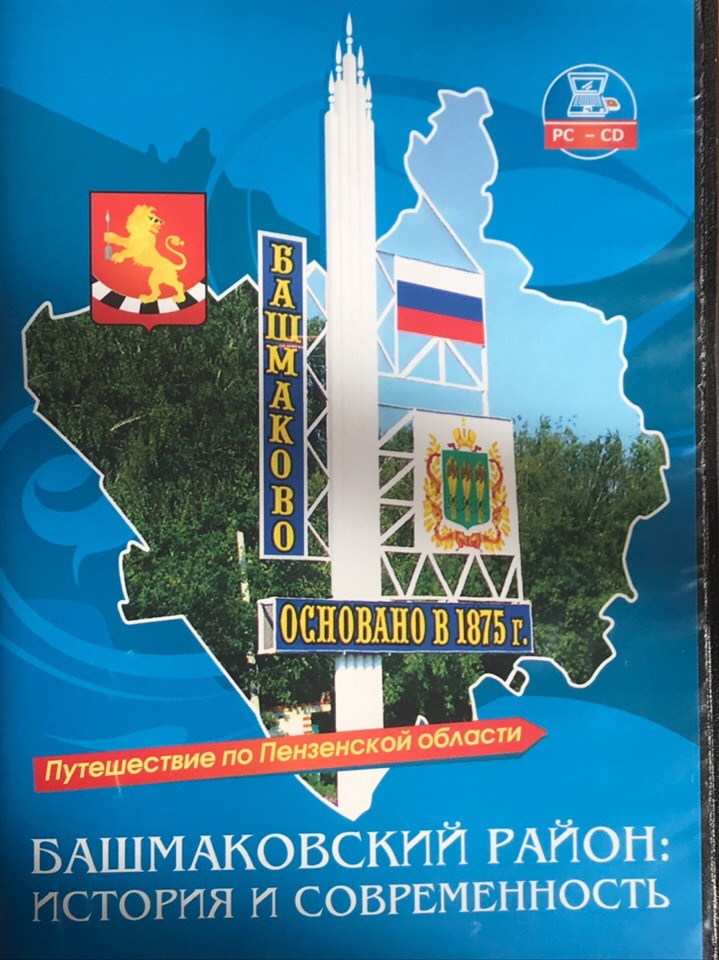 PC – CD
БАШМАКОВО
ОСНОВАНО В 1875 г.
Путешествие по Пензенской области
БАШМАКОВСКИЙ РАЙОН:
ИСТОРИЯ И СОВРЕМЕННОСТЬ